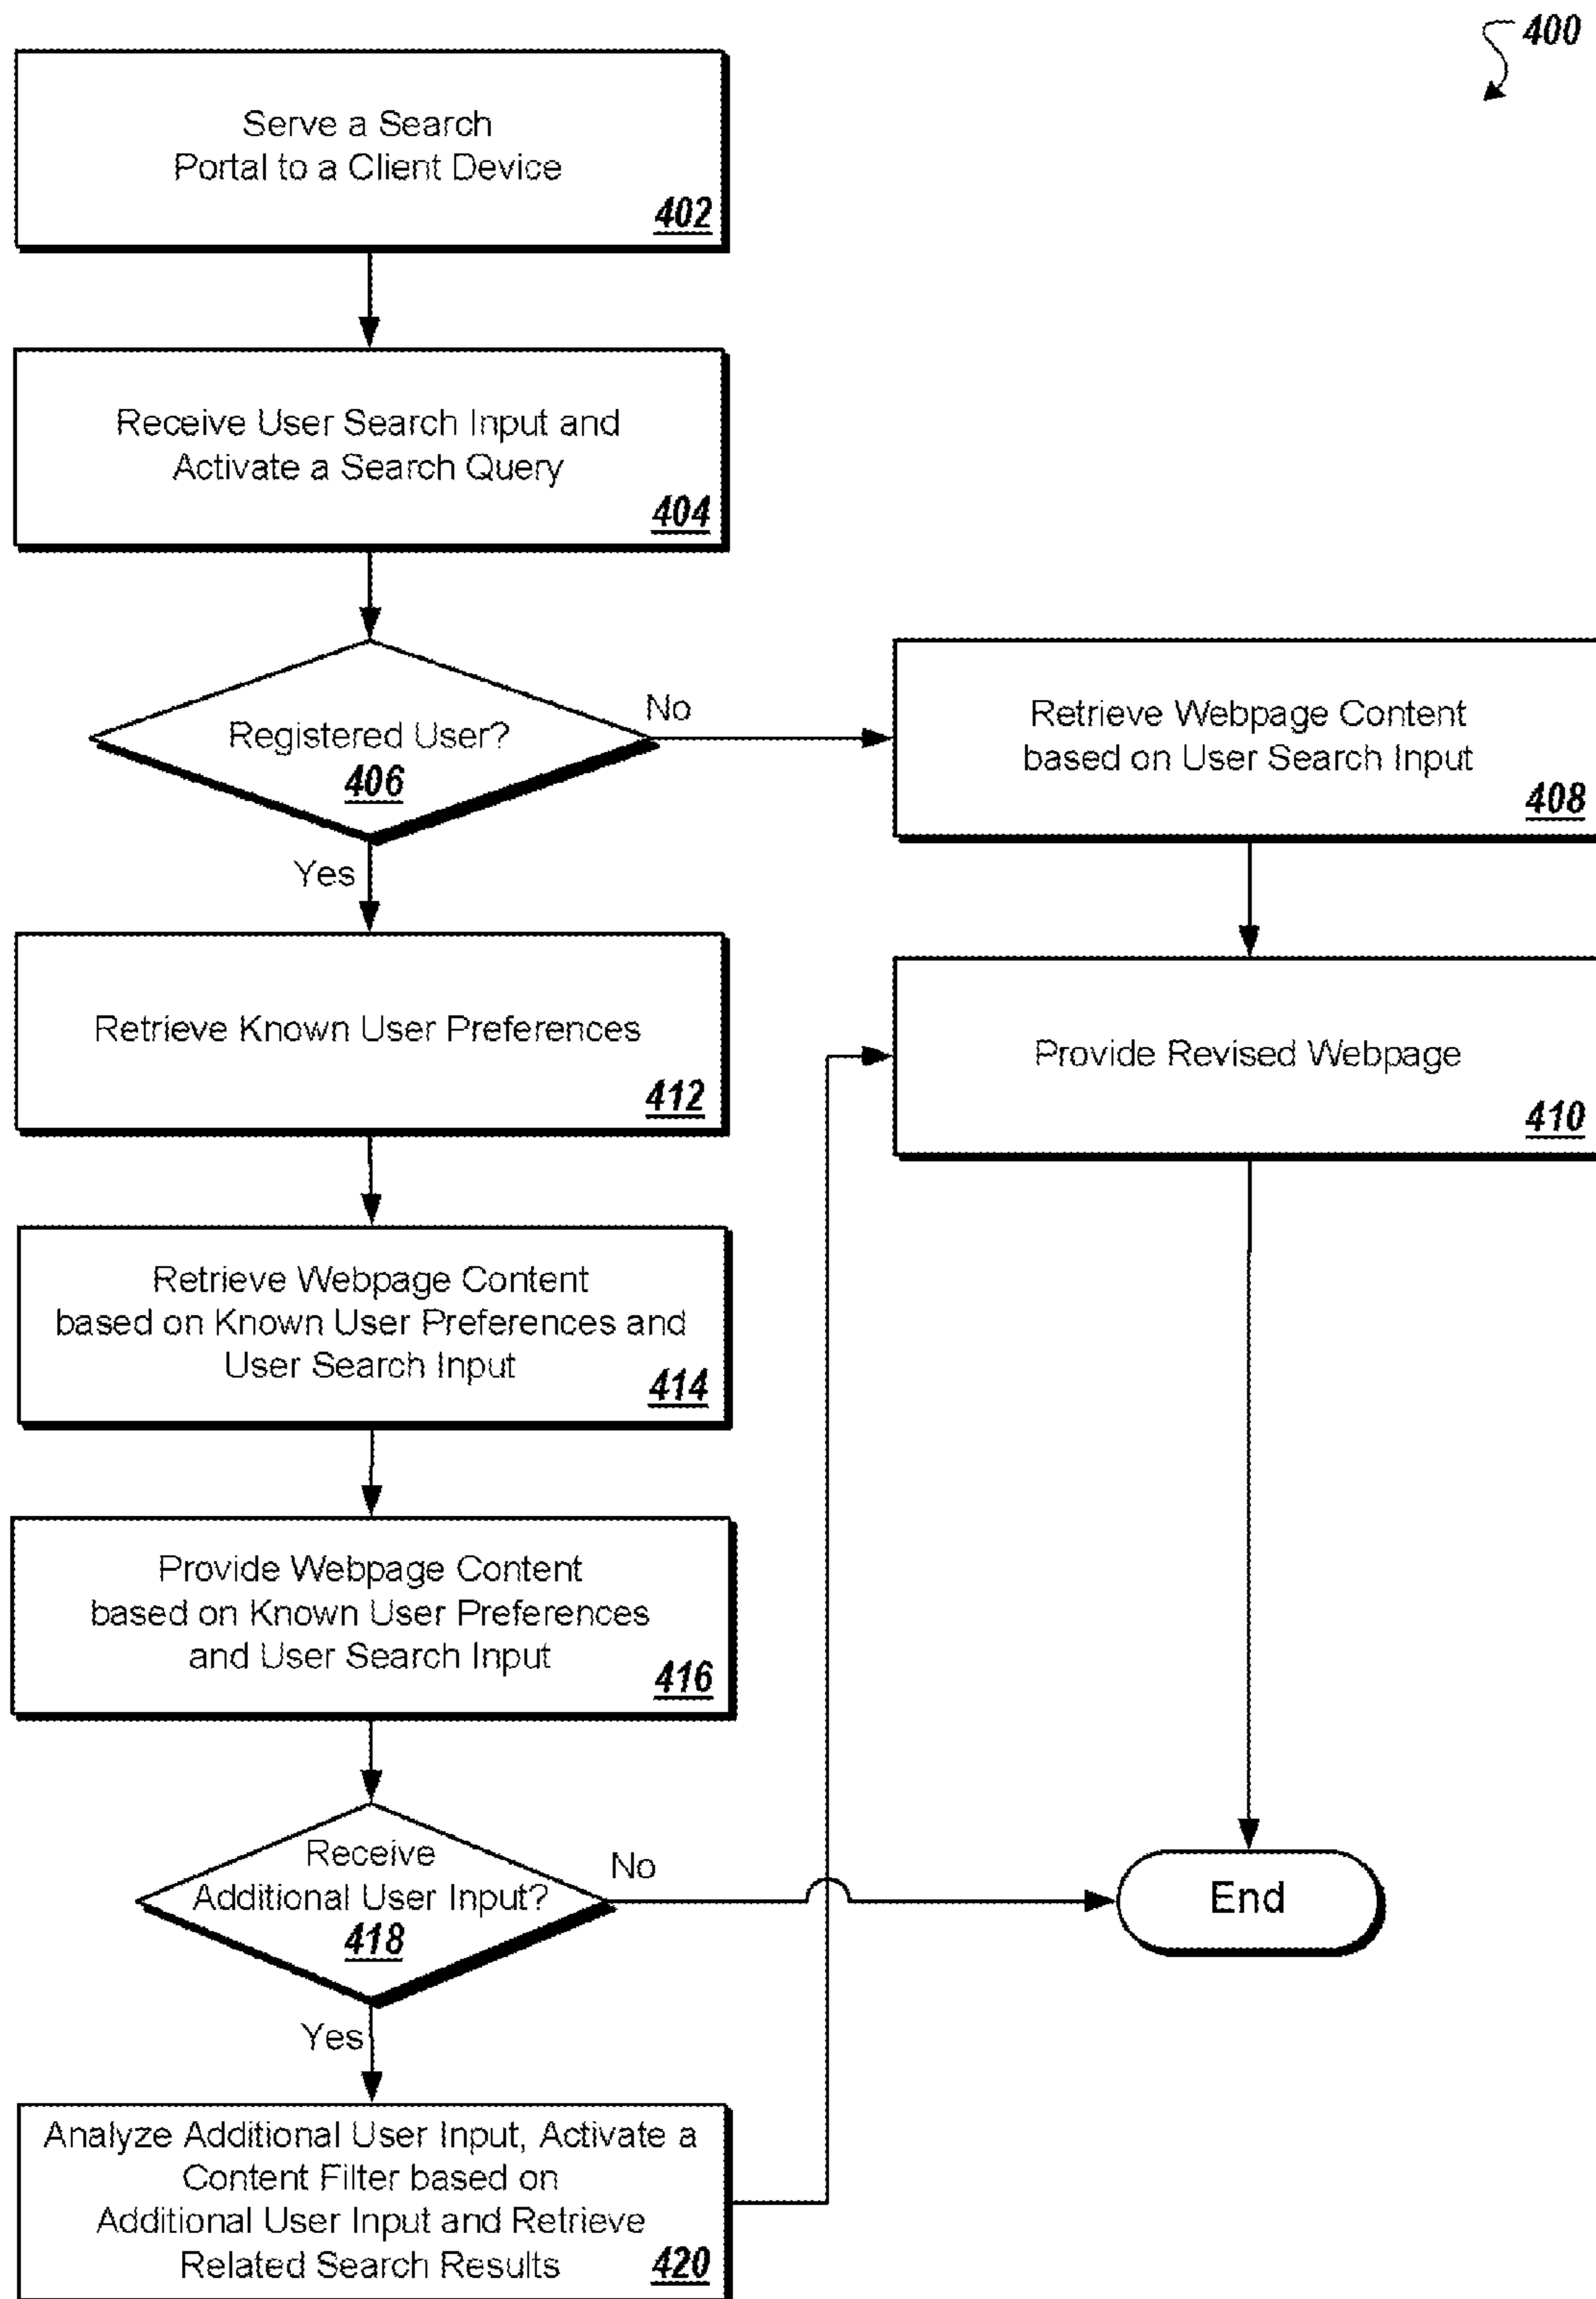 400
Serve a Search
Portal to a Client Device
402
Receive User Search Input and
Activate a Search Query
404
Registered User?
406
No
Yes
Retrieve Webpage Content
based on User Search Input
408
Provide Revised Webpage
410
Retrieve Known User Preferences
412
Retrieve Webpage Content
based on Known User Preferences and
User Search Input
414
Provide Webpage Content
based on Known User Preferences
and User Search Input
416
Receive
Additional User Input?
418
No
Yes
End
Analyze Additional User Input, Activate a
Content Filter based on
Additional User Input and Retrieve
Related Search Results
420